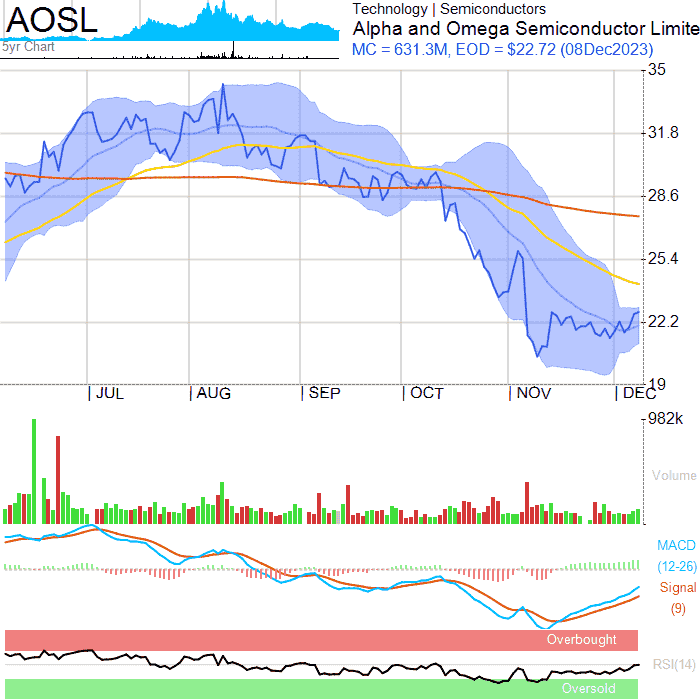 AOSL
5yr Chart
Technology | Semiconductors
Alpha and Omega Semiconductor Limite
MC = 631.3M, EOD = $22.72 (08Dec2023)
35
31.8
28.6
25.4
22.2
19
JUL AUG SEP OCT NOV DEC
982k
Volume
MACD
(12-26)
Signal
(9)
Overbought
RSI(14)
Oversold